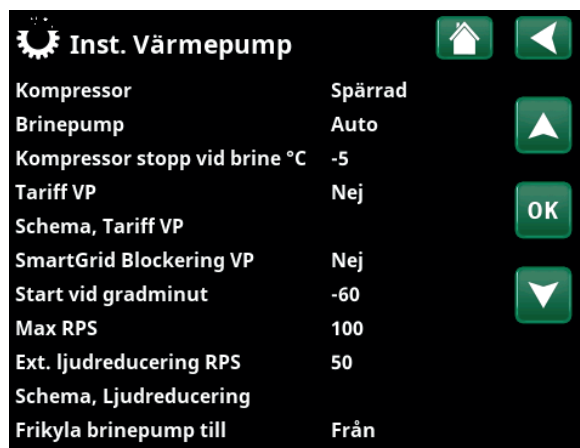 Inst. Värmepump
Kompressor Spärrad
Brinepump Auto
Kompressor stopp vid brine °C -5
Tariff VP Nej
OK
Schema, Tariff VP
SmartGrid Blockering VP Nej
Start vid gradminut -60
Max RPS 100
Ext. ljudreducering RPS 50
Schema, Ljudreducering
Frikyla brinepump till Från